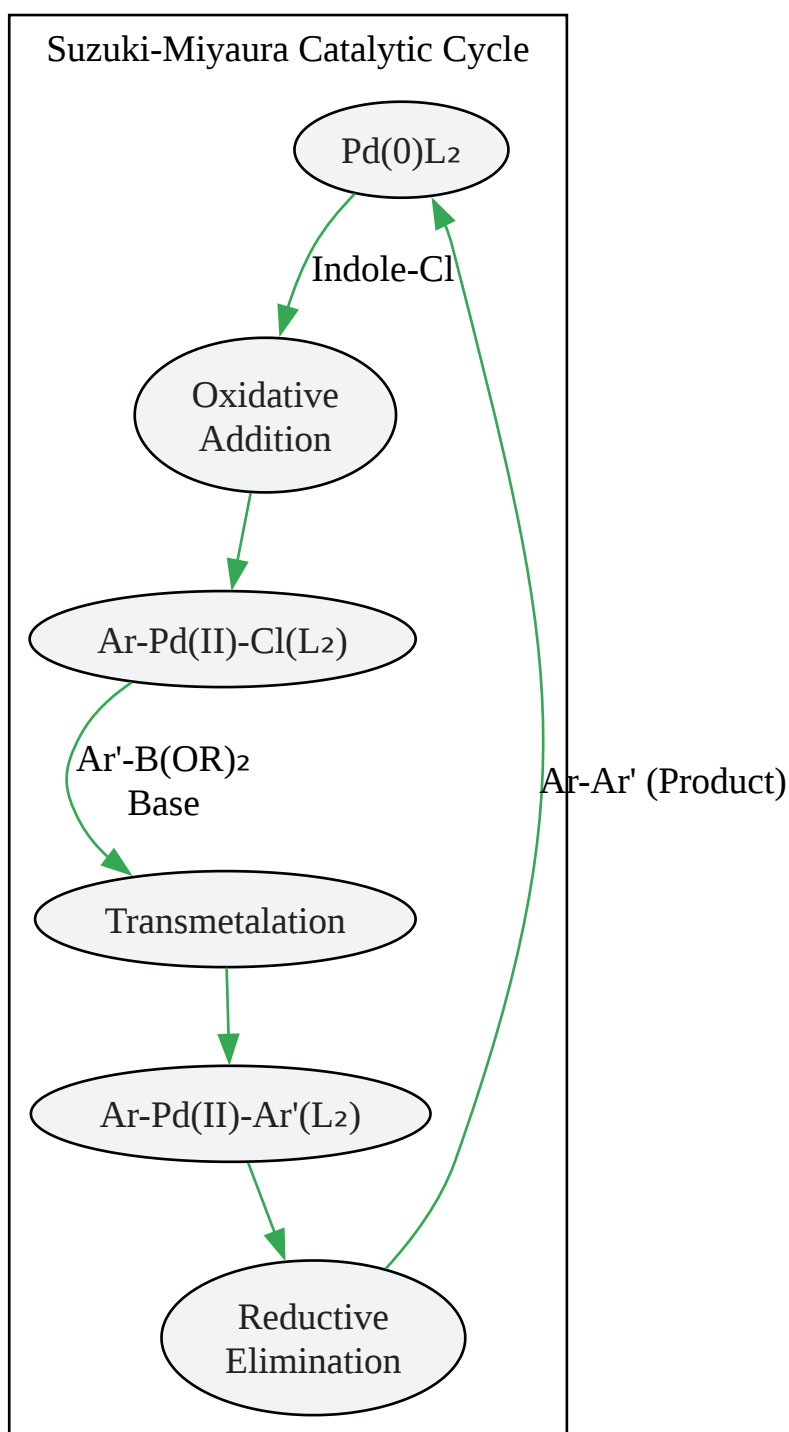 Suzuki-Miyaura Catalytic Cycle
Pd(0)L₂
Indole-Cl
Oxidative
Addition
Ar-Pd(II)-Cl(L₂)
Ar'-B(OR)₂
Base
Ar-Ar' (Product)
Transmetalation
Ar-Pd(II)-Ar'(L₂)
Reductive
Elimination